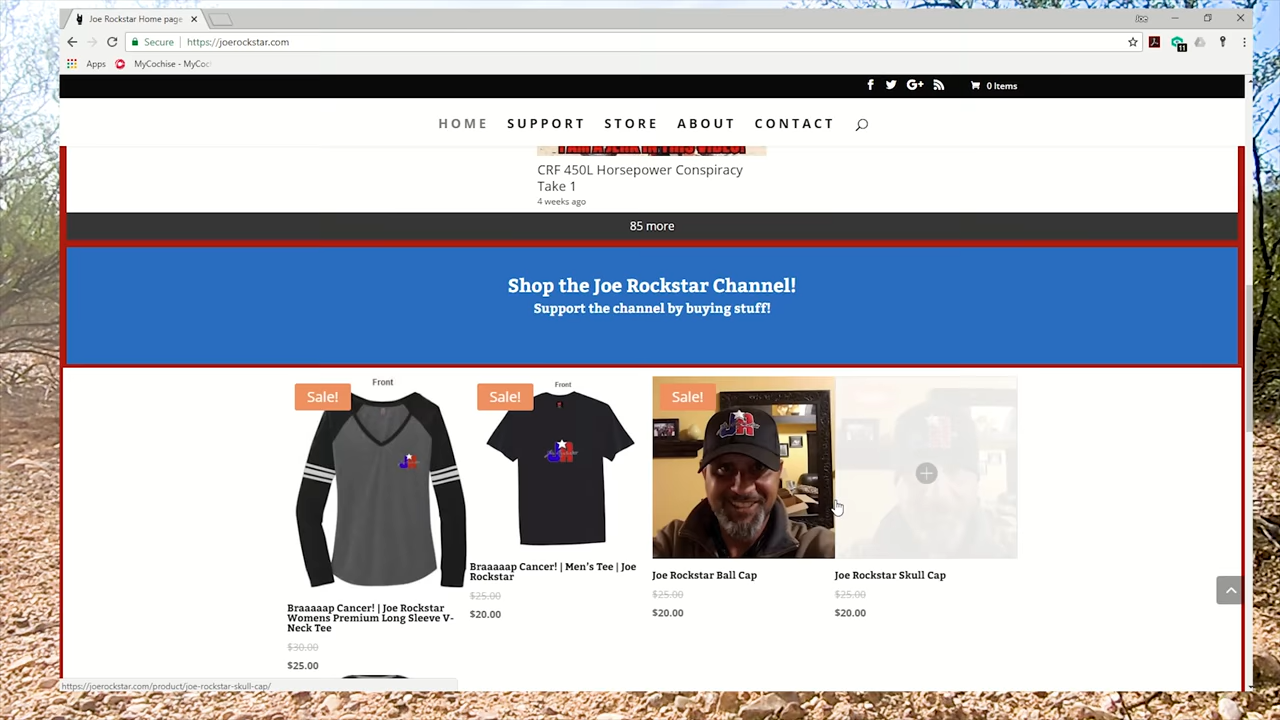 Joe Rockstar Home page
Joe
Secure
https://joerockstar.com
11
Apps
MyCochise - MyCoc
0 Items
HOME
SUPPORT
STORE
ABOUT
CONTACT
CRF 450L Horsepower Conspiracy
Take 1
4 weeks ago
85 more
Shop the Joe Rockstar Channel!
Support the channel by buying stuff!
Sale!
Front
Sale!
Front
Sale!
Braaaaap Cancer! | Joe Rockstar
Womens Premium Long Sleeve V-
Neck Tee
$30.00
$25.00
Braaaaap Cancer! | Men's Tee | Joe
Rockstar
$25.00
$20.00
Joe Rockstar Ball Cap
$25.00
$20.00
Joe Rockstar Skull Cap
$25.00
$20.00
https://joerockstar.com/product/joe-rockstar-skull-cap/